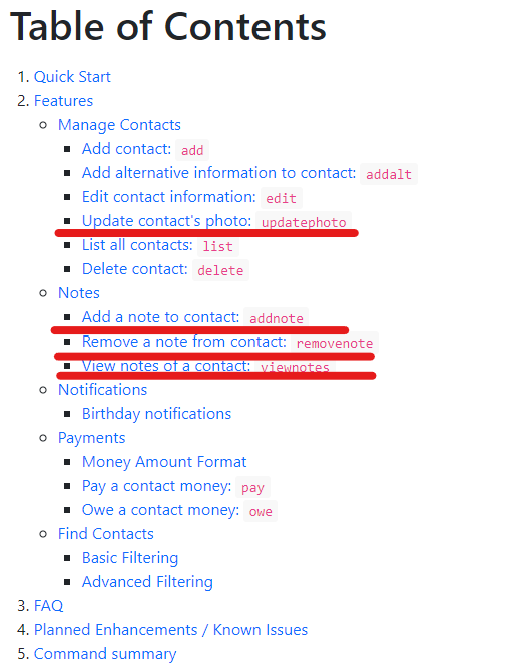 Table of Contents
1. Quick Start
2. Features
Manage Contacts
Add contact: add
Add alternative information to contact: addalt
Edit contact information: edit
Update contact's photo: updatephoto
List all contacts: list
Delete contact: delete
Notes
Add a note to contact: addnote
Remove a note from contact: removenote
View notes of a contact: viewnotes
Notifications
Birthday notifications
Payments
Money Amount Format
Pay a contact money: pay
Owe a contact money: owe
Find Contacts
Basic Filtering
Advanced Filtering
3. FAQ
4. Planned Enhancements / Known Issues
5. Command summary